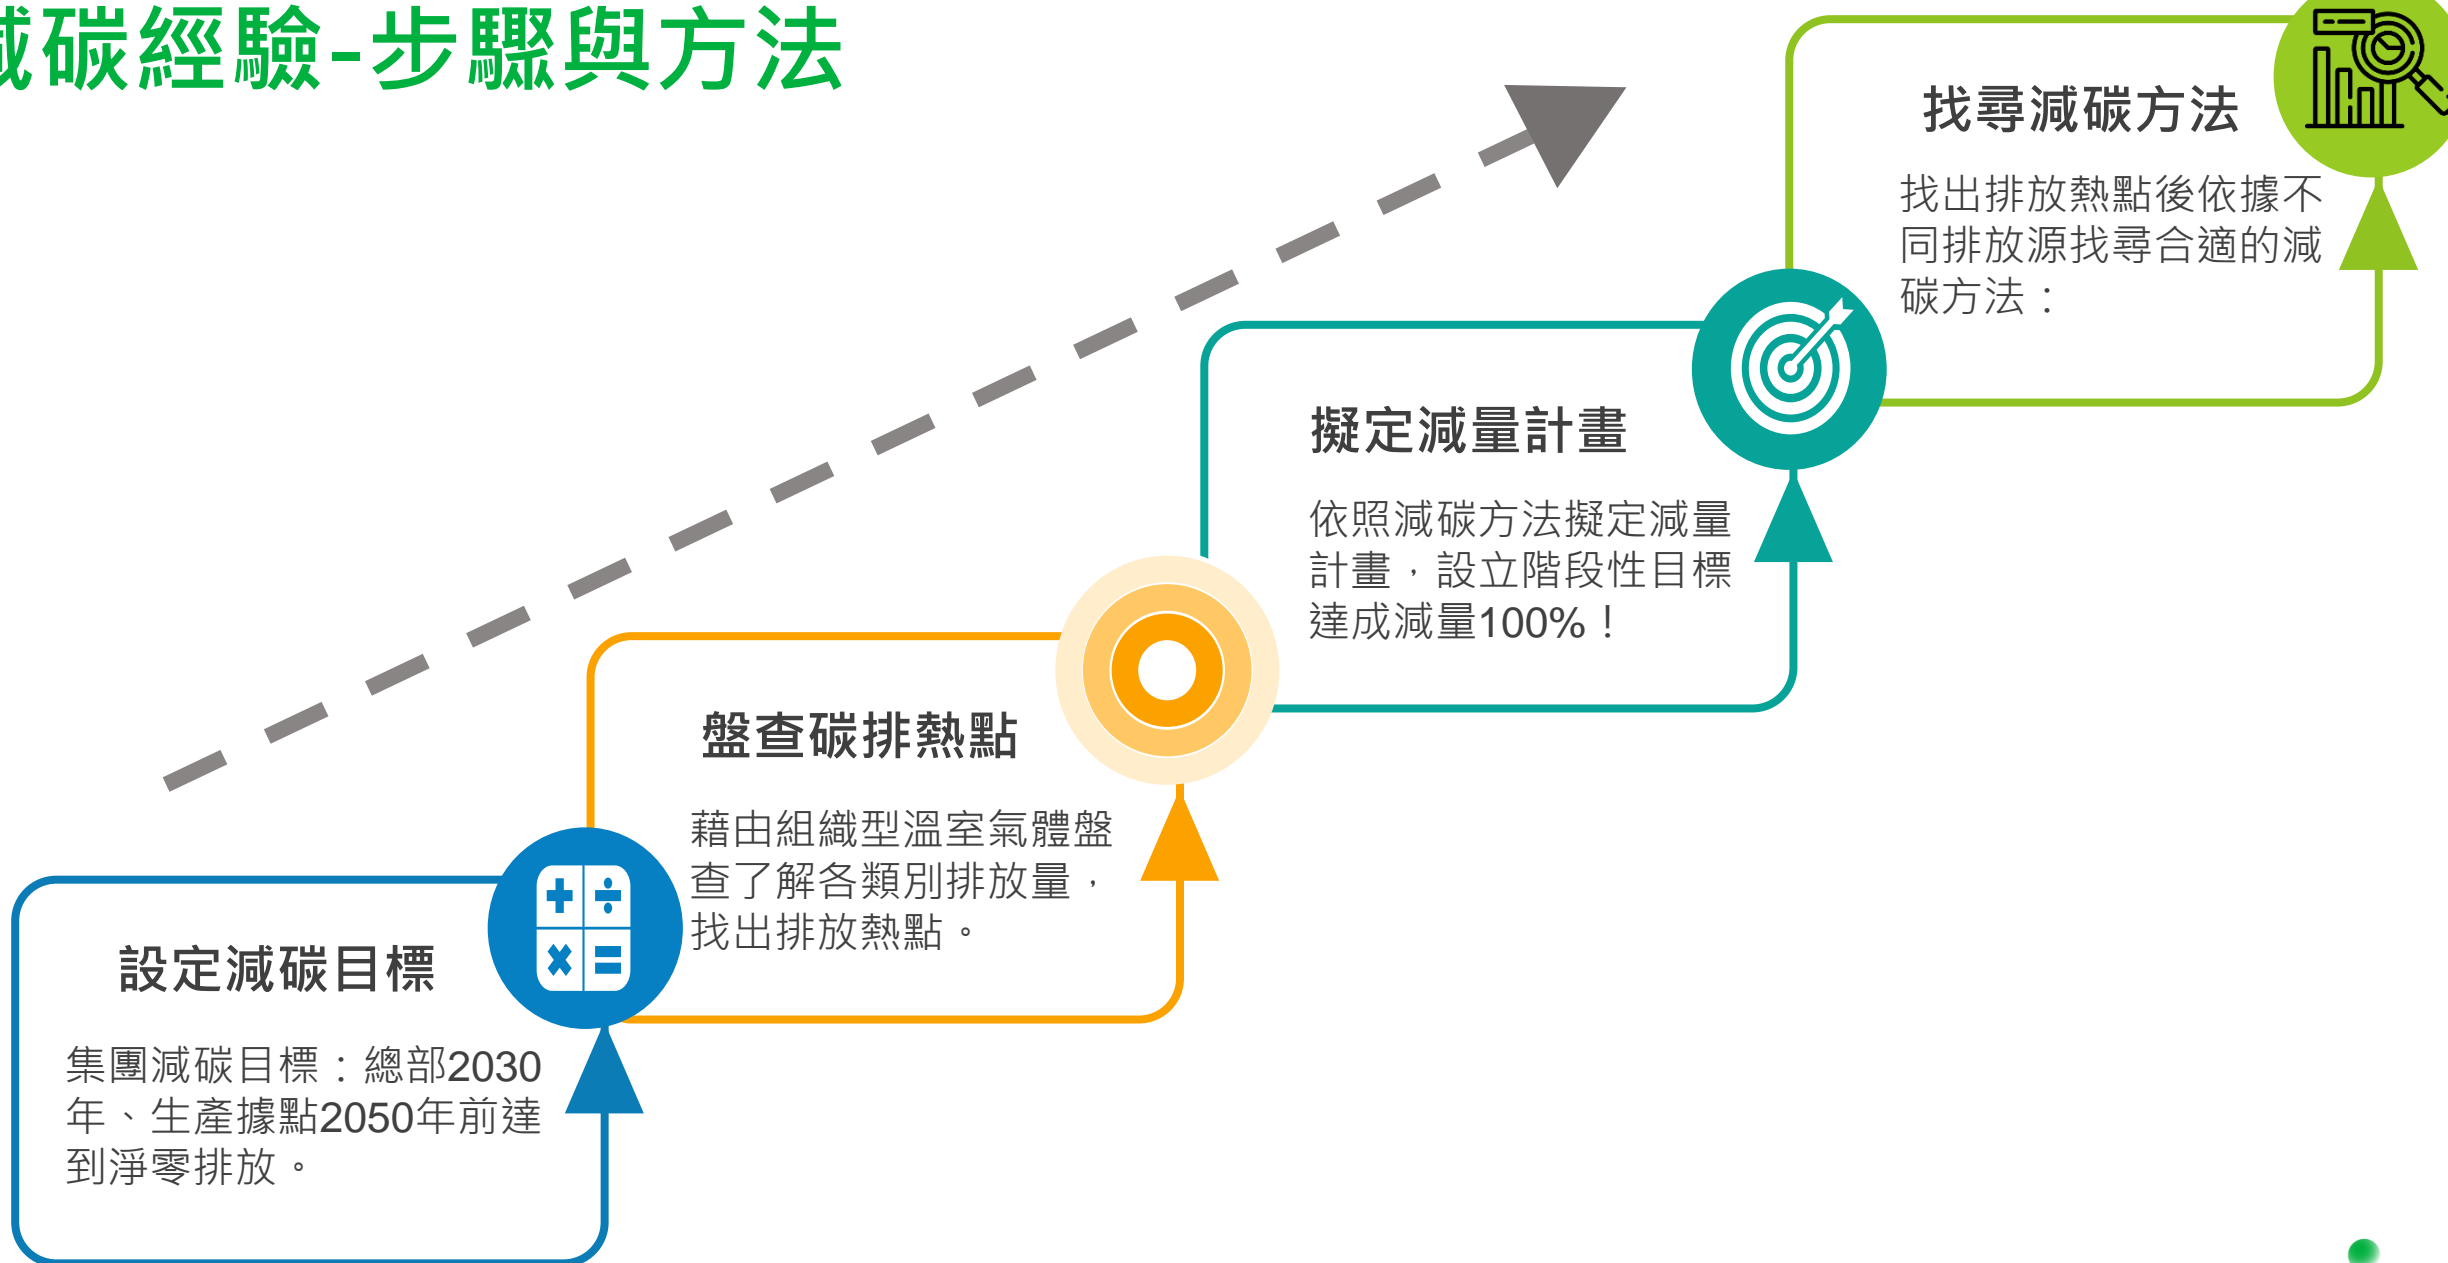 減碳經驗-步驟與方法
找尋減碳方法
找出排放熱點後依據不
同排放源找尋合適的減
碳方法：
擬定減量計畫
依照減碳方法擬定減量
計畫，設立階段性目標
達成減量100%！
盤查碳排熱點
藉由組織型溫室氣體盤
查了解各類別排放量，
找出排放熱點。
設定減碳目標
集團減碳目標：總部2030
年、生產據點2050年前達
到淨零排放。